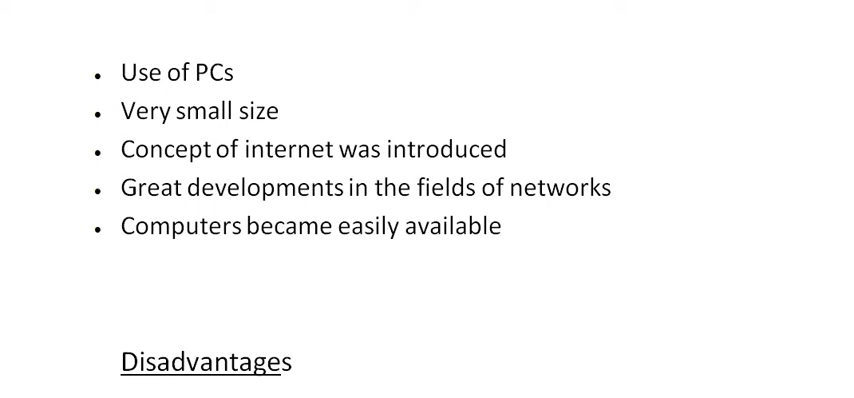 • Use of PCs
• Very small size
• Concept of internet was introduced
• Great developments in the fields of networks
• Computers became easily available
Disadvantages